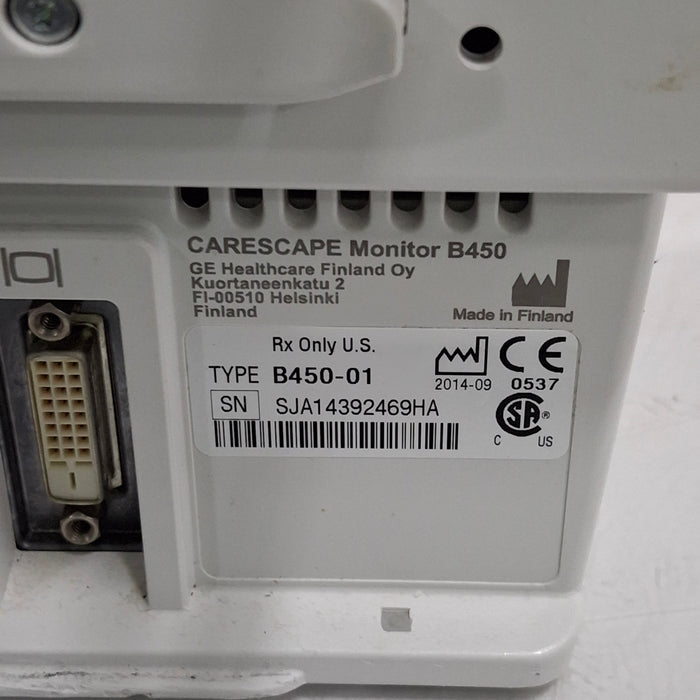 CARESCAPE Monitor B450
GE Healthcare Finland Oy
Kuortaneenkatu 2
FI-00510 Helsinki
Finland
Made in Finland
Rx Only U.S.
TYPE B450-01
2014-09
CE
0537
SN SJA14392469HA
SA ®
C US